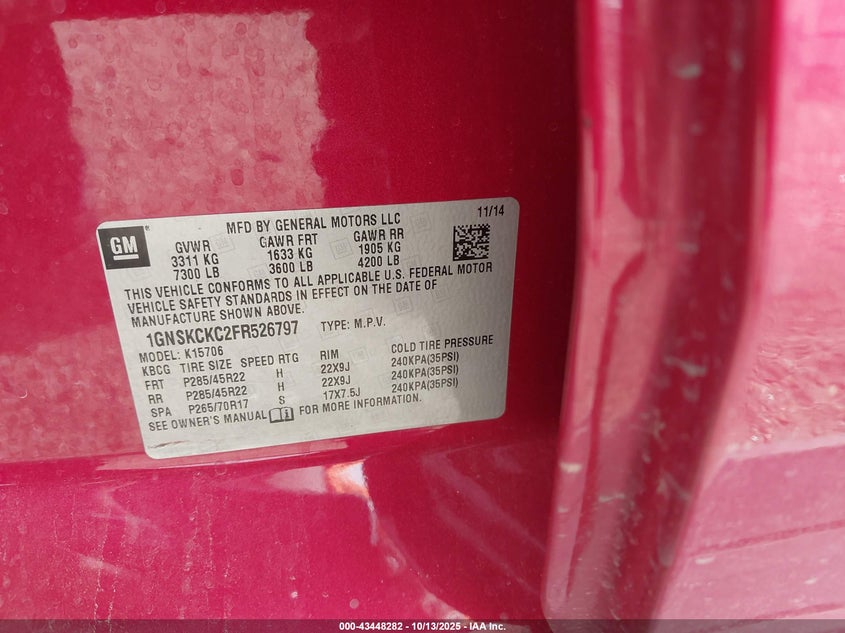 GM
MFD BY GENERAL MOTORS LLC 11/14
GVWR GAWR FRT GAWR RR
3311 KG 1633 KG 1905 KG
7300 LB 3600 LB 4200 LB
THIS VEHICLE CONFORMS TO ALL APPLICABLE U.S. FEDERAL MOTOR
VEHICLE SAFETY STANDARDS IN EFFECT ON THE DATE OF
MANUFACTURE SHOWN ABOVE.
1GNSKCKC2FR526797 TYPE: M.P.V.
MODEL: K15706
KBCG TIRE SIZE SPEED RTG RIM COLD TIRE PRESSURE
FRT P285/45R22 H 22X9J 240KPA(35PSI)
RR P285/45R22 H 22X9J 240KPA(35PSI)
SPA P265/70R17 S 17X7.5J 240KPA(35PSI)
SEE OWNER'S MANUAL FOR MORE INFORMATION.
000-43448282 - 10/13/2025 - IAA Inc.